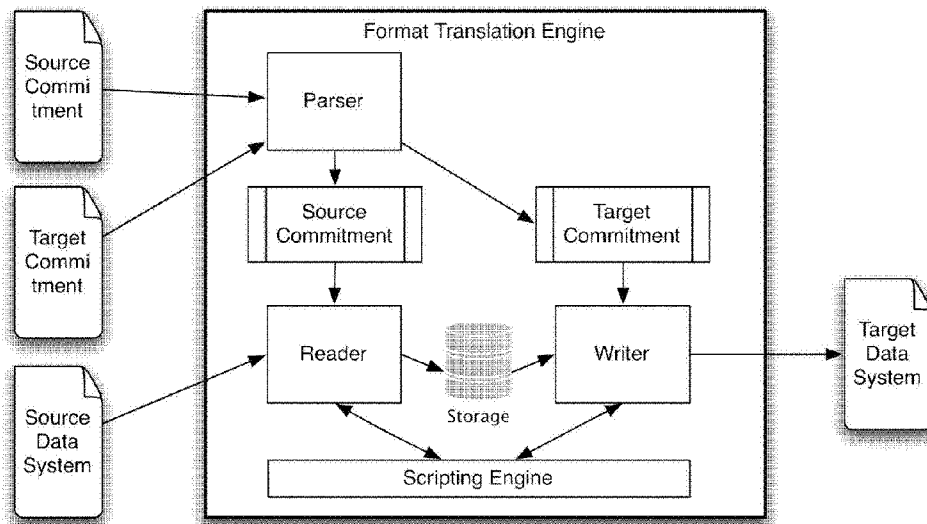 Format Translation Engine
Source
Commi
tment
Parser
Target
Commi
tment
Source
Commitment
Target
Commitment
Reader
Storage
Writer
Target
Data
System
Source
Data
System
Scripting Engine